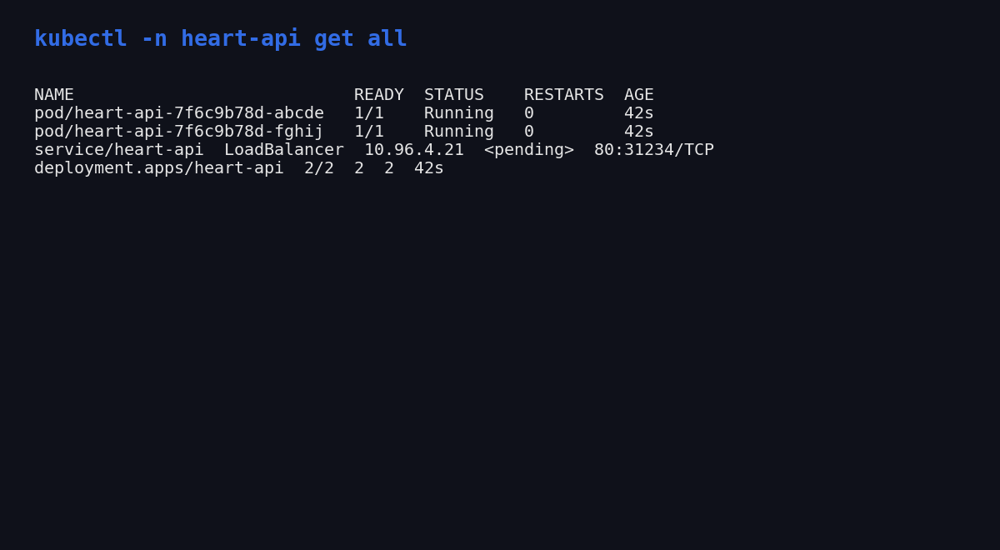 kubectl -n heart-api get all
NAME                            READY  STATUS    RESTARTS  AGE
pod/heart-api-7f6c9b78d-abcde   1/1    Running   0         42s
pod/heart-api-7f6c9b78d-fghij   1/1    Running   0         42s
service/heart-api  LoadBalancer  10.96.4.21  <pending>  80:31234/TCP
deployment.apps/heart-api  2/2  2  2  42s